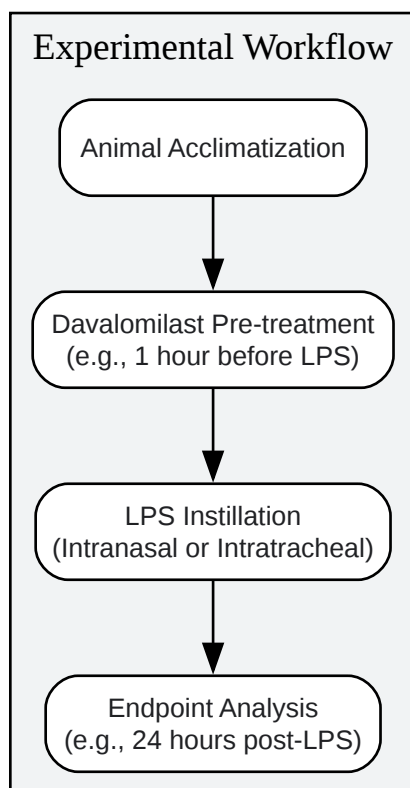 Experimental Workflow
Animal Acclimatization
Davalomilast Pre-treatment
(e.g., 1 hour before LPS)
LPS Instillation
(Intranasal or Intratracheal)
Endpoint Analysis
(e.g., 24 hours post-LPS)